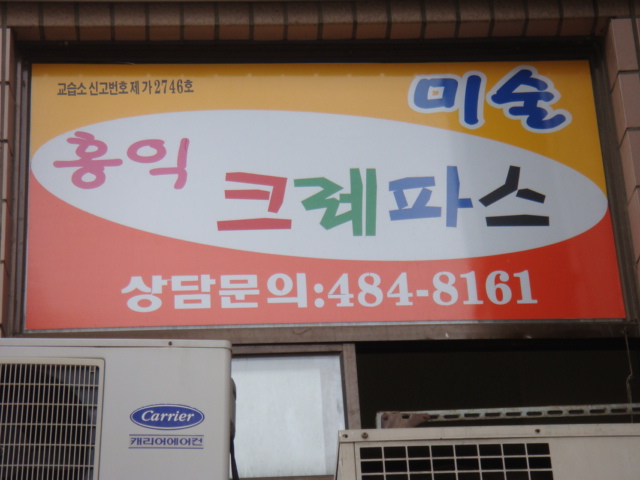 교습소 신고번호 제 가 2746호
미술
홍익
크레파스
상담문의:484-8161
Carrier
캐리어에어컨